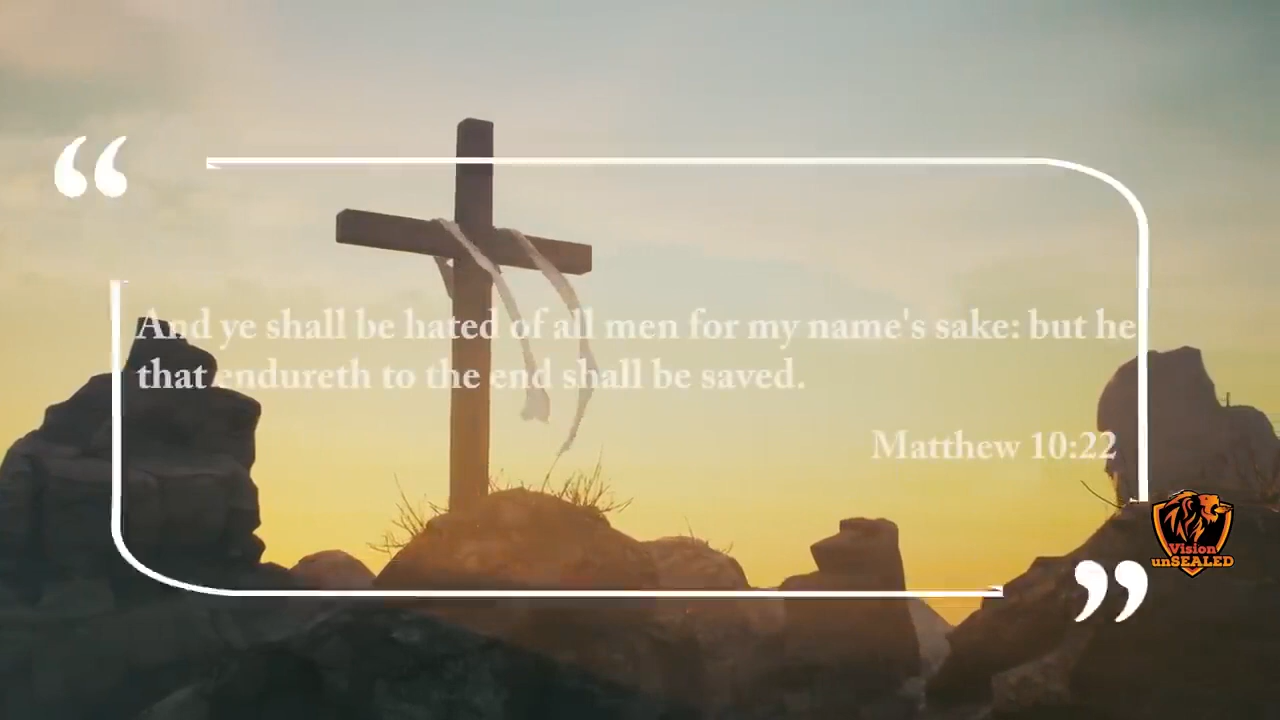 “
And ye shall be hated of all men for my name's sake: but he
that endureth to the end shall be saved.
Matthew 10:22
Vision
unSEALED
”